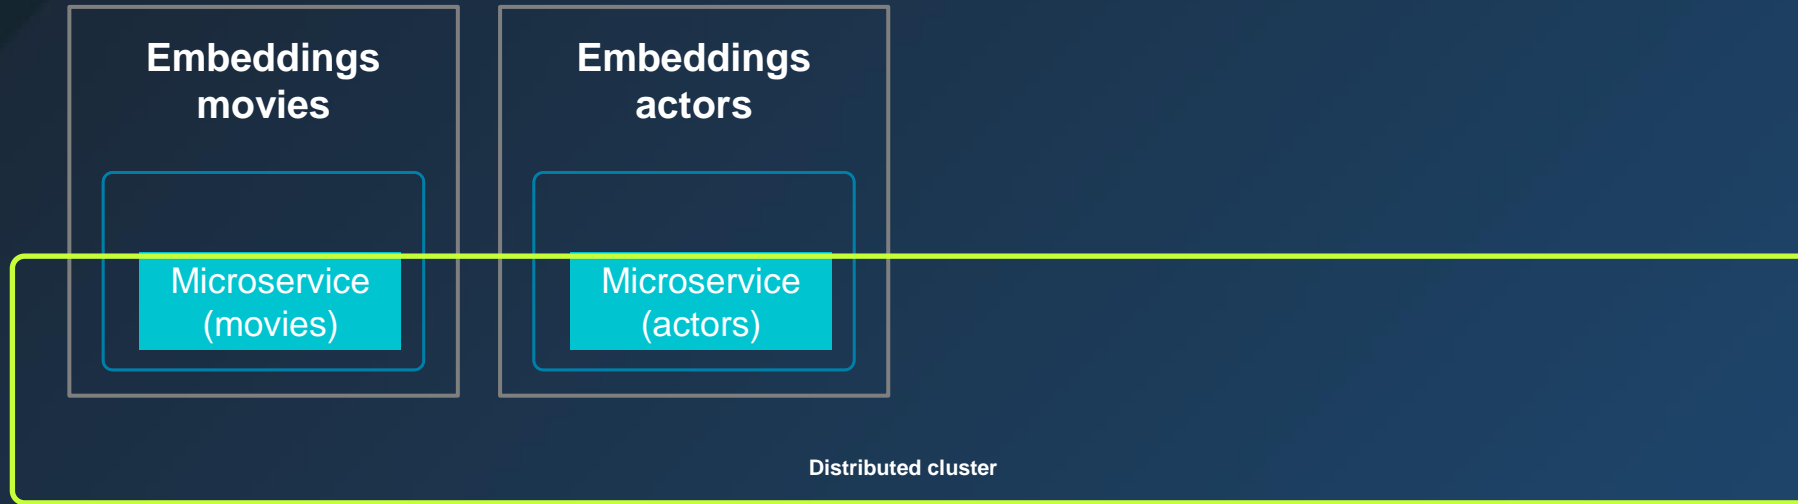 Embeddings
movies
Embeddings
actors
Microservice
(movies)
Microservice
(actors)
Distributed cluster